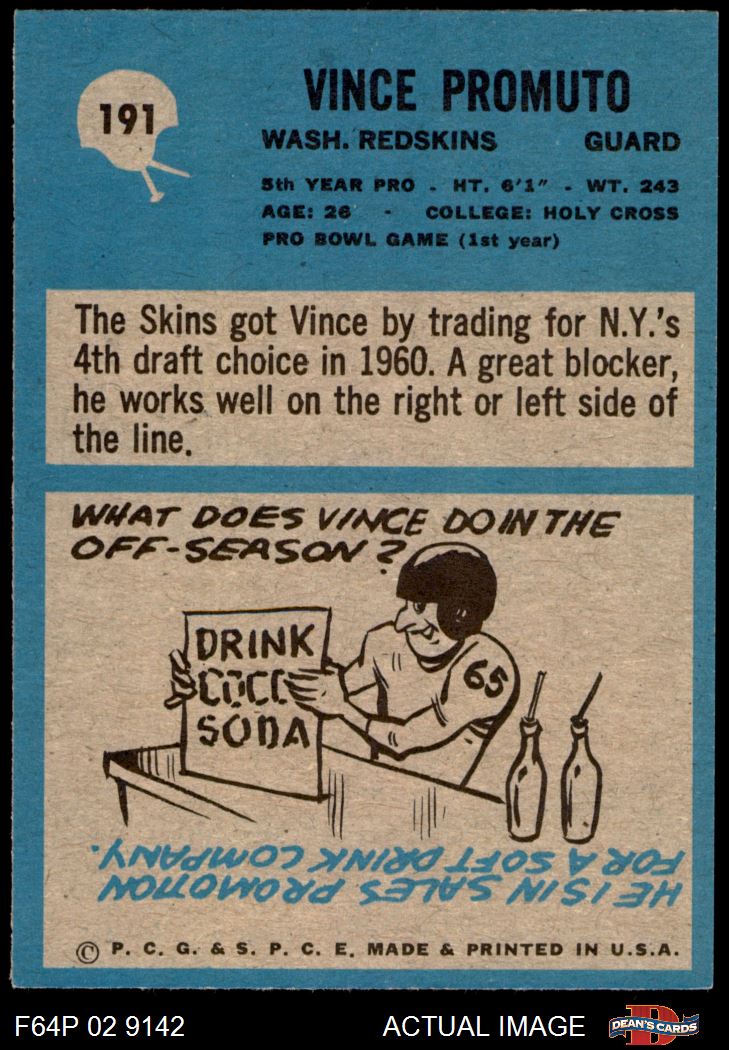 191
VINCE PROMUTO
WASH. REDSKINS GUARD
5th YEAR PRO - HT. 6'1" - WT. 243
AGE: 26 - COLLEGE: HOLY CROSS
PRO BOWL GAME (1st year)
The Skins got Vince by trading for N.Y.'s
4th draft choice in 1960. A great blocker,
he works well on the right or left side of
the line.
WHAT DOES VINCE DO IN THE
OFF-SEASON?
DRINK
COCC
SODA
65
HE IS IN SALES PROMOTION
FOR A SOFT DRINK COMPANY.
© P. C. G. & S. P. C. E. MADE & PRINTED IN U.S.A.
F64P 02 9142 ACTUAL IMAGE
DEAN'S CARDS